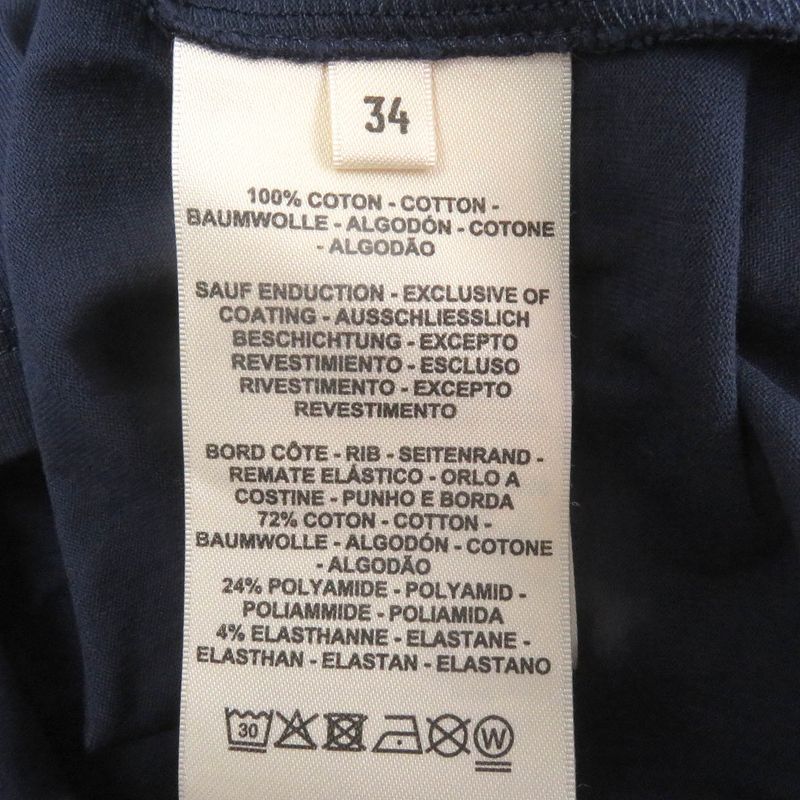 34
100% COTON - COTTON -
BAUMWOLLE - ALGODÓN - COTONE
- ALGODÃO
SAUF ENDUCTION - EXCLUSIVE OF
COATING - AUSSCHLIESSLICH
BESCHICHTUNG - EXCEPTO
REVESTIMIENTO - ESCLUSO
RIVESTIMENTO - EXCEPTO
REVESTIMENTO
BORD CÔTE - RIB - SEITENRAND -
REMATE ELÁSTICO - ORLO A
COSTINE - PUNHO E BORDA
72% COTON - COTTON -
BAUMWOLLE - ALGODÓN - COTONE
- ALGODÃO
24% POLYAMIDE - POLYAMID -
POLIAMMIDE - POLIAMIDA
4% ELASTHANNE - ELASTANE -
ELASTHAN - ELASTAN - ELASTANO
30 W